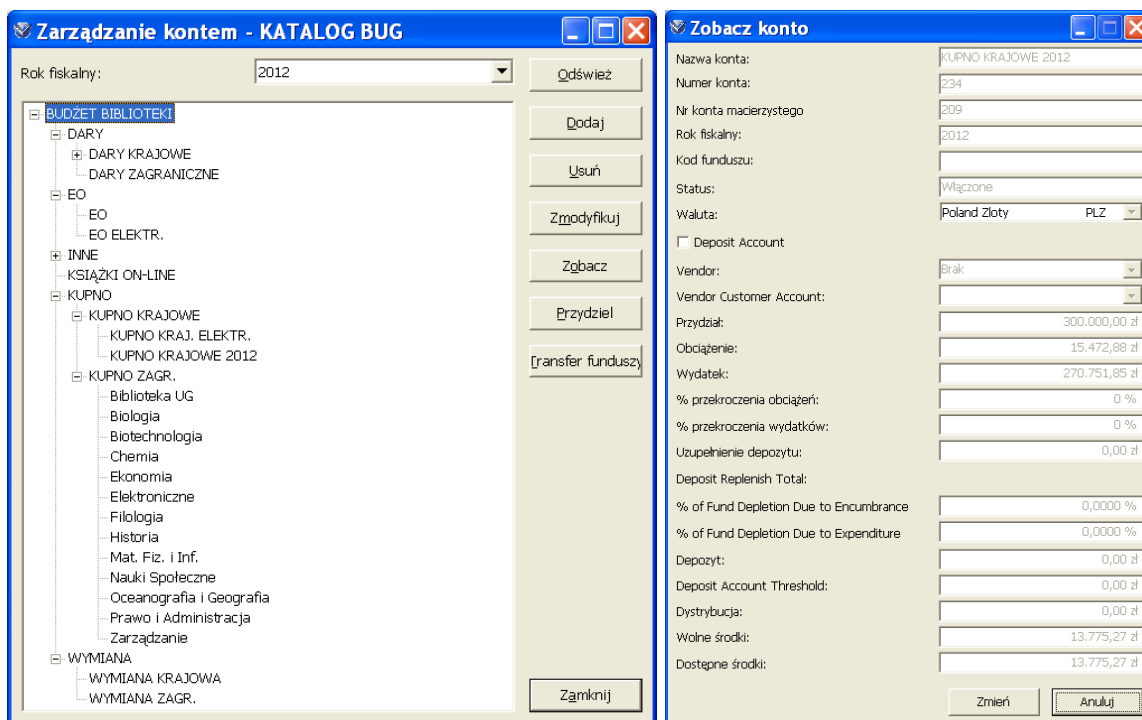 Zarządzanie kontem - KATALOG BUG
Rok fiskalny:
2012
Odśwież
Dodaj
Usuń
Zmodyfikuj
Zobacz
Przydziel
Transfer funduszy
BUDŻET BIBLIOTEKI
DARY
DARY KRAJOWE
DARY ZAGRANICZNE
EO
EO
EO ELEKTR.
INNE
KSIĄŻKI ON-LINE
KUPNO
KUPNO KRAJOWE
KUPNO KRAJ. ELEKTR.
KUPNO KRAJOWE 2012
KUPNO ZAGR.
Biblioteka UG
Biologia
Biotechnologia
Chemia
Ekonomia
Elektroniczne
Filologia
Historia
Mat. Fiz. i Inf.
Nauki Społeczne
Oceanografia i Geografia
Prawo i Administracja
Zarządzanie
WYMIANA
WYMIANA KRAJOWA
WYMIANA ZAGR.
Zamknij
Zobacz konto
Nazwa konta: KUPNO KRAJOWE 2012
Numer konta: 234
Nr konta macierzystego 209
Rok fiskalny: 2012
Kod funduszu:
Status: Włączone
Waluta: Poland Zloty PLZ
Deposit Account
Vendor: Brak
Vendor Customer Account:
Przydział: 300.000,00 zł
Obciążenie: 15.472,88 zł
Wydatek: 270.751,85 zł
% przekroczenia obciążeń: 0 %
% przekroczenia wydatków: 0 %
Uzupełnienie depozytu: 0,00 zł
Deposit Replenish Total:
% of Fund Depletion Due to Encumbrance 0,0000 %
% of Fund Depletion Due to Expenditure 0,0000 %
Depozyt: 0,00 zł
Deposit Account Threshold: 0,00 zł
Dystrybucja: 0,00 zł
Wolne środki: 13.775,27 zł
Dostępne środki: 13.775,27 zł
Zmień
Anuluj